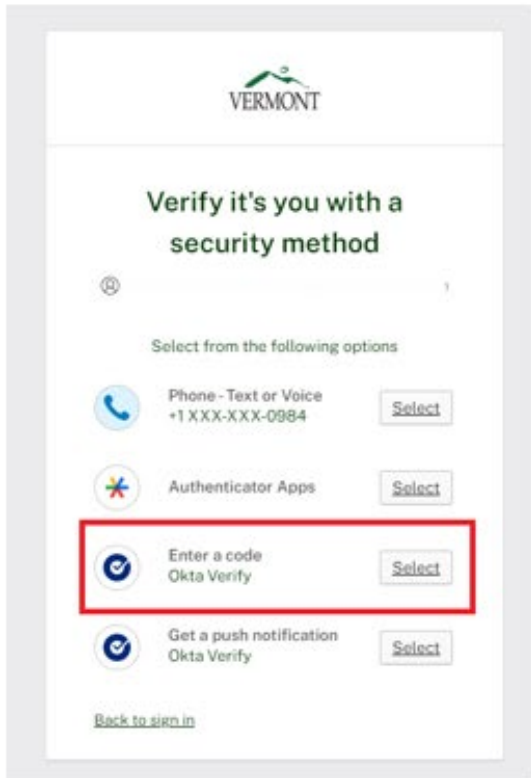 VERMONT
Verify it's you with a
security method
Select from the following options
Phone - Text or Voice
+1 XXX-XXX-0984
Select
Authenticator Apps
Select
Enter a code
Okta Verify
Select
Get a push notification
Okta Verify
Select
Back to sign in